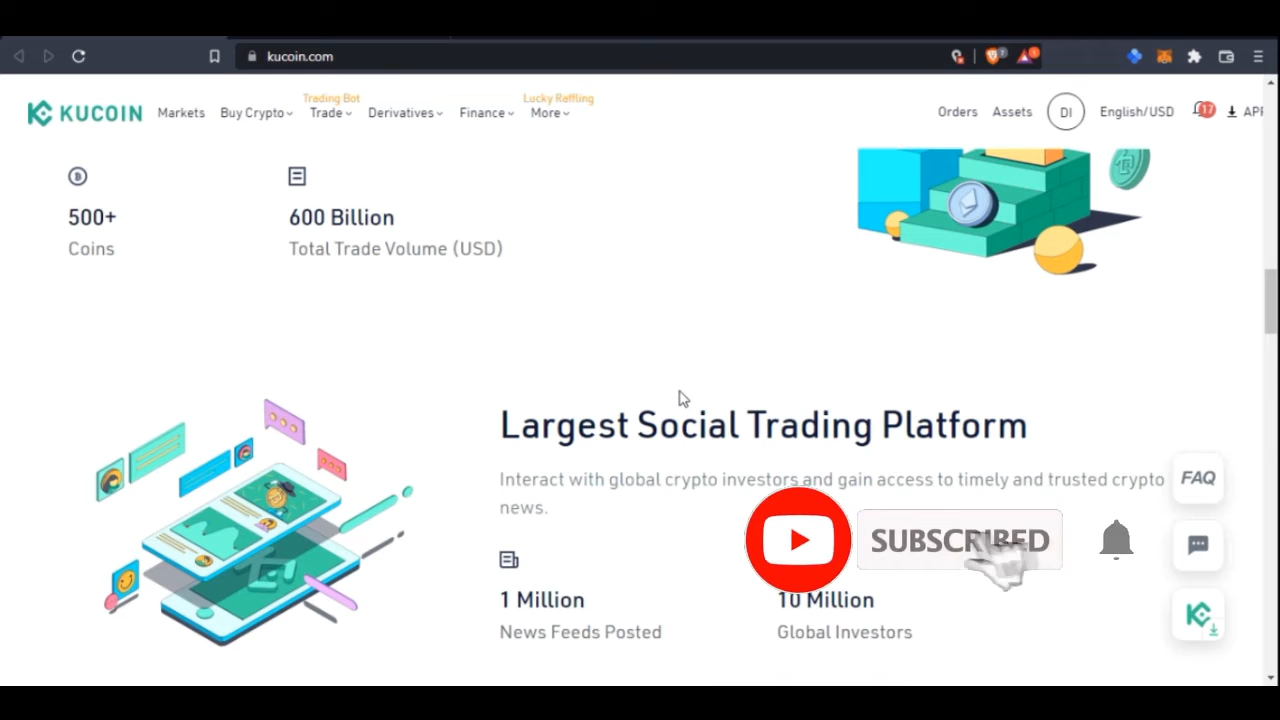 kucoin.com
KUCOIN
Markets
Buy Crypto
Trading Bot
Trade
Derivatives
Finance
Lucky Raffling
More
Orders
Assets
DI
English/USD
17
APP
500+
Coins
600 Billion
Total Trade Volume (USD)
Largest Social Trading Platform
Interact with global crypto investors and gain access to timely and trusted crypto
news.
FAQ
SUBSCRIBED
1 Million
News Feeds Posted
10 Million
Global Investors